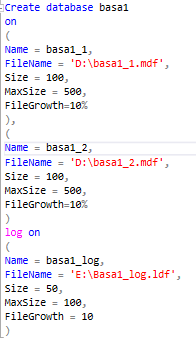 Create database basa1
on
(
Name = basa1_1,
FileName = 'D:\basa1_1.mdf',
Size = 100,
MaxSize = 500,
FileGrowth=10%
),
(
Name = basa1_2,
FileName = 'D:\basa1_2.mdf',
Size = 100,
MaxSize = 500,
FileGrowth=10%
)
log on
(
Name = basa1_log,
FileName = 'E:\Basa1_log.ldf',
Size = 50,
MaxSize = 100,
FileGrowth = 10
)